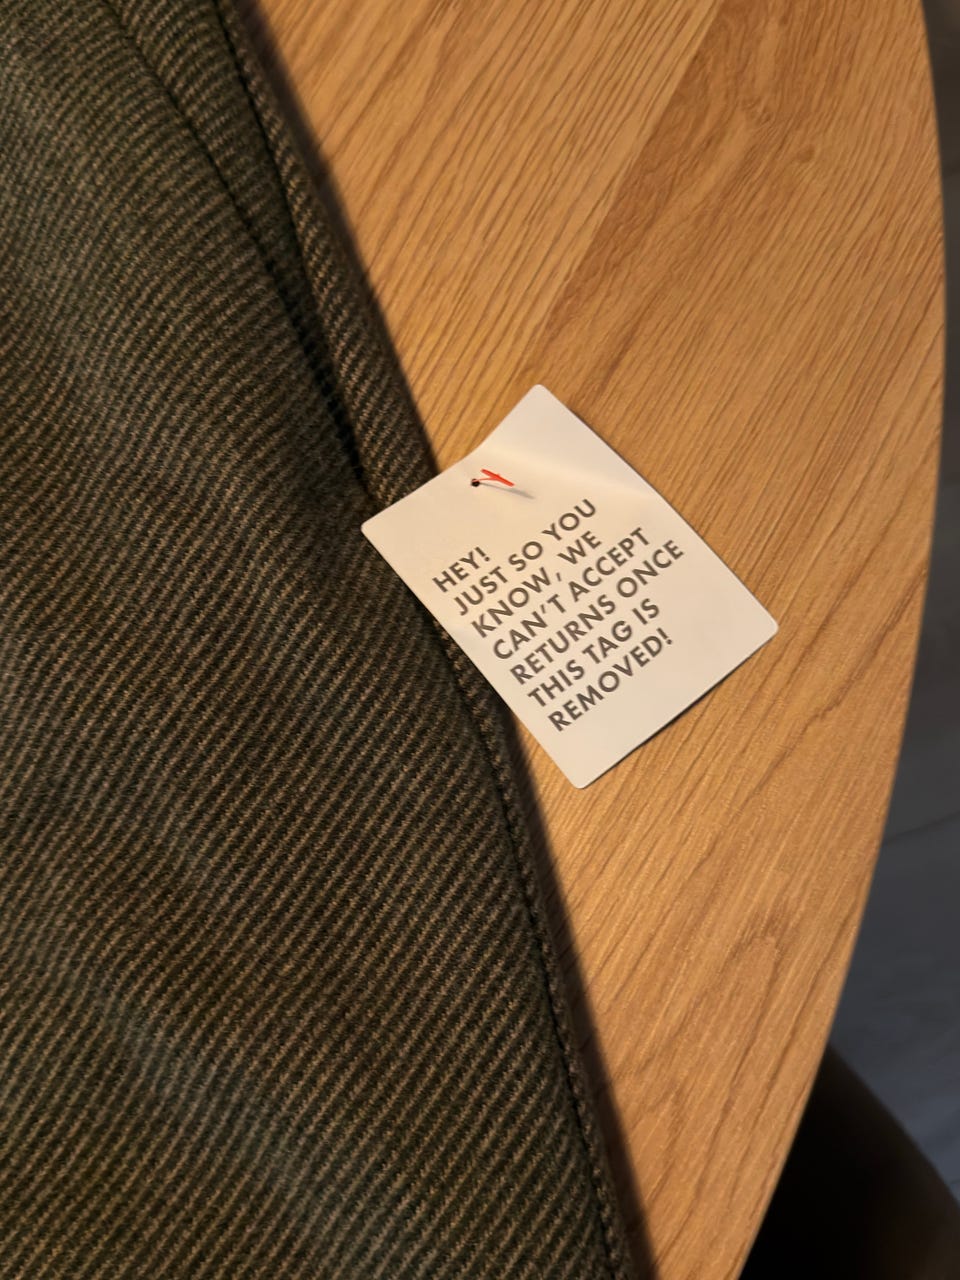 HEY!
JUST SO YOU
KNOW, WE
CAN'T ACCEPT
RETURNS ONCE
THIS TAG IS
REMOVED!